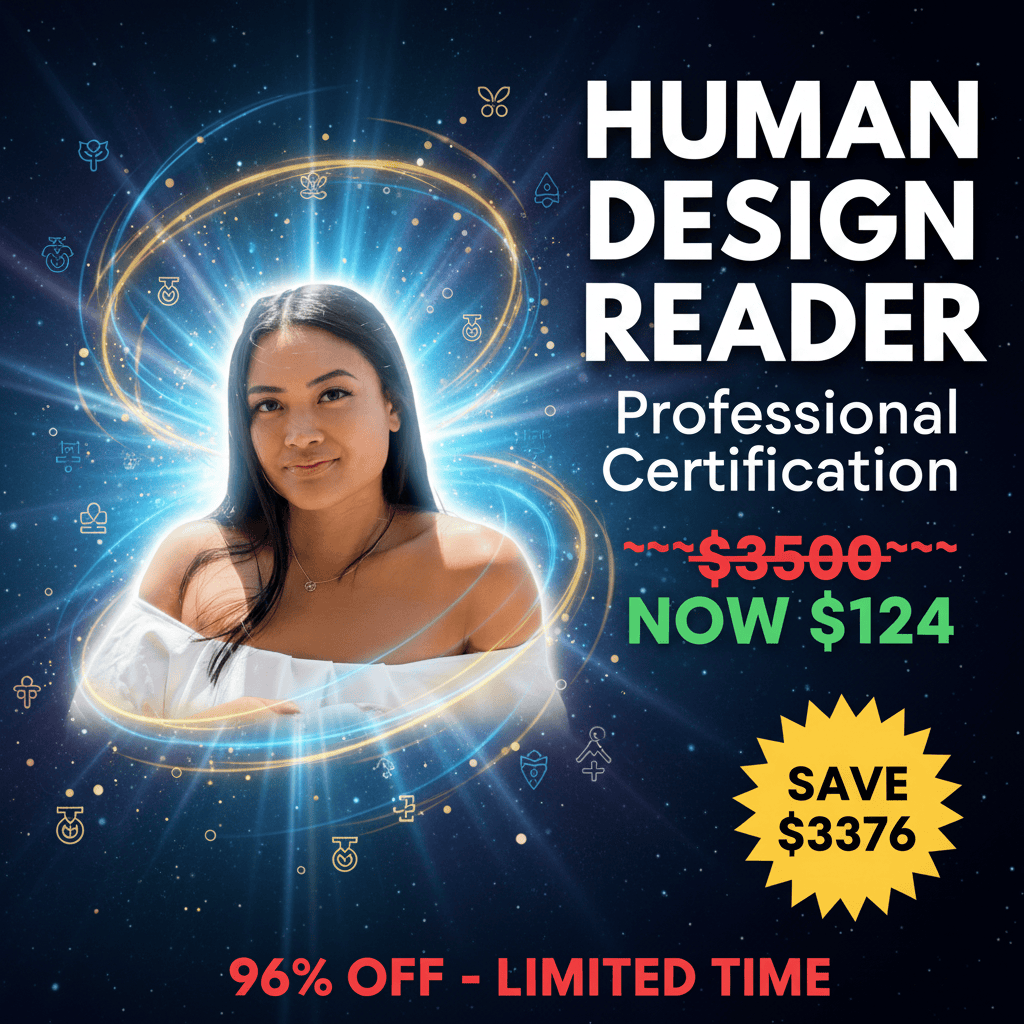 HUMAN
DESIGN
READER
Professional
Certification
~~~$3500~~~
NOW $124
SAVE
$3376
96% OFF - LIMITED TIME